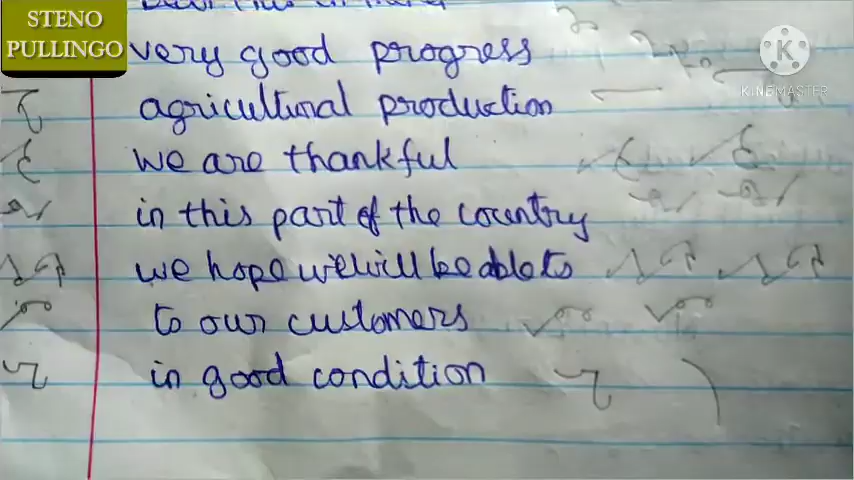 STENO
PULLINGO
very good progress
KINEMASTER
agricultural production
we are thankful
in this part of the country
we hope we will be able to
to our customers
in good condition